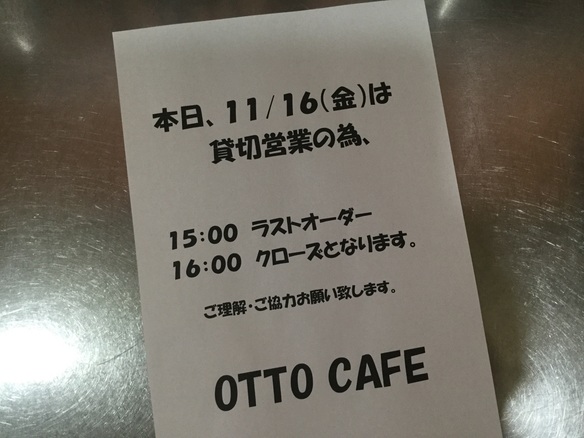 本日、11/16(金)は
貸切営業の為、
15:00 ラストオーダー
16:00 クローズとなります。
ご理解・ご協力お願い致します。
OTTO CAFE